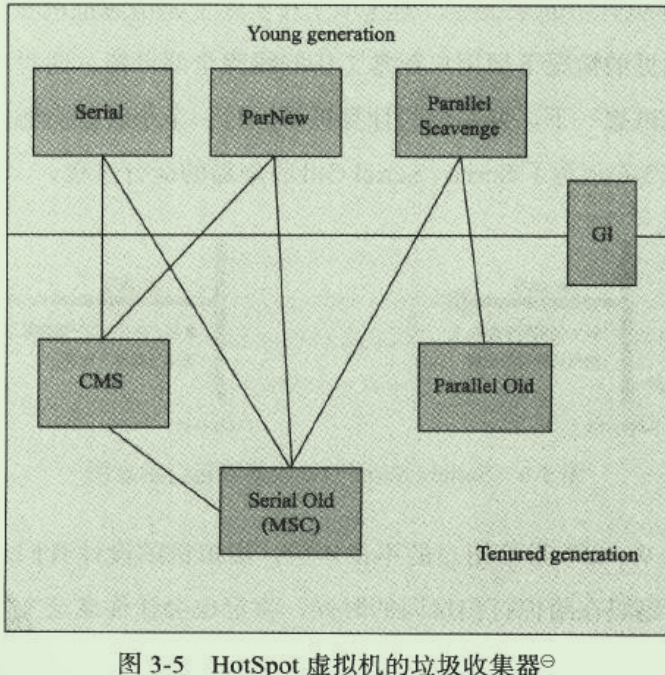 Young generation
Serial
ParNew
Parallel
Scavenge
G1
CMS
Parallel Old
Serial Old
(MSC)
Tenured generation
图 3-5 HotSpot 虚拟机的垃圾收集器⊖